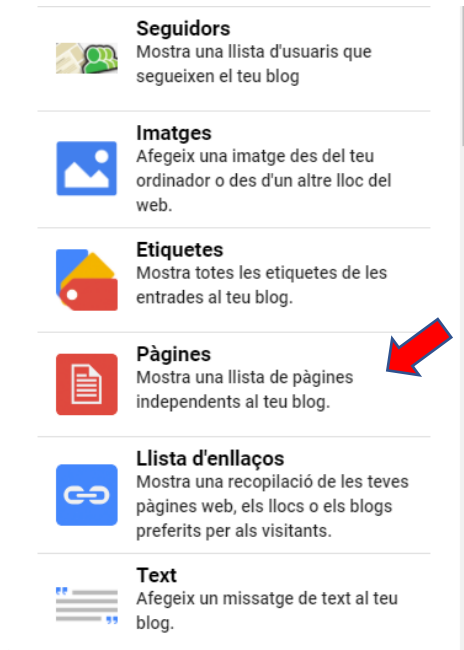 Seguidors
Mostra una llista d'usuaris que
segueixen el teu blog
Imatges
Afegeix una imatge des del teu
ordinador o des d'un altre lloc del
web.
Etiquetes
Mostra totes les etiquetes de les
entrades al teu blog.
Pàgines
Mostra una llista de pàgines
independents al teu blog.
Llista d'enllaços
Mostra una recopilació de les teves
pàgines web, els llocs o els blogs
preferits per als visitants.
Text
Afegeix un missatge de text al teu
blog.